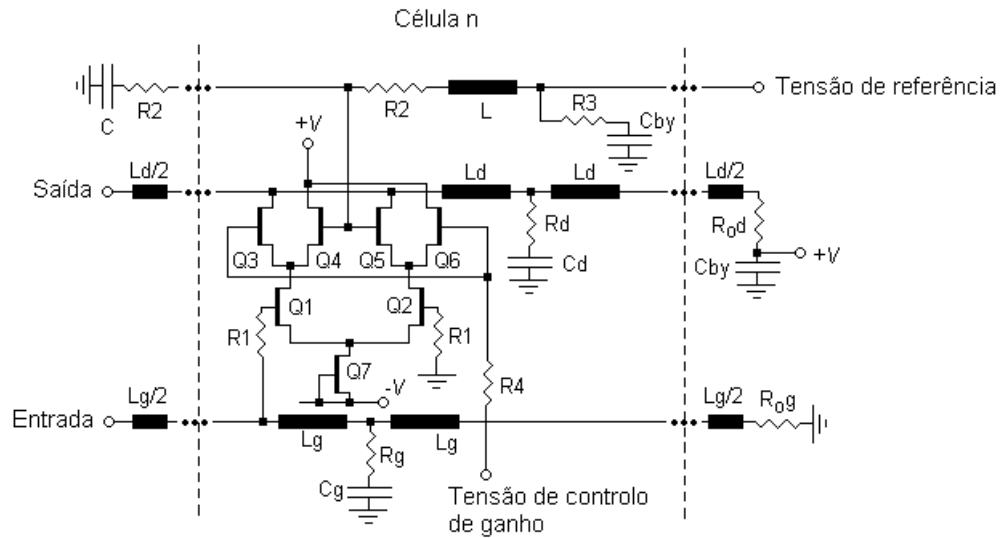 Célula n
R2
C
R2
L
R3
Cby
Tensão de referência
+V
Ld/2
Saída
Ld
Ld
Ld/2
Rd
Cd
Rod
Cby
+V
Q3
Q4
Q5
Q6
Q1
Q2
R1
R1
Q7
-V
R4
Lg/2
Entrada
Lg
Lg
Lg/2
Rog
Rg
Cg
Tensão de controlo
de ganho